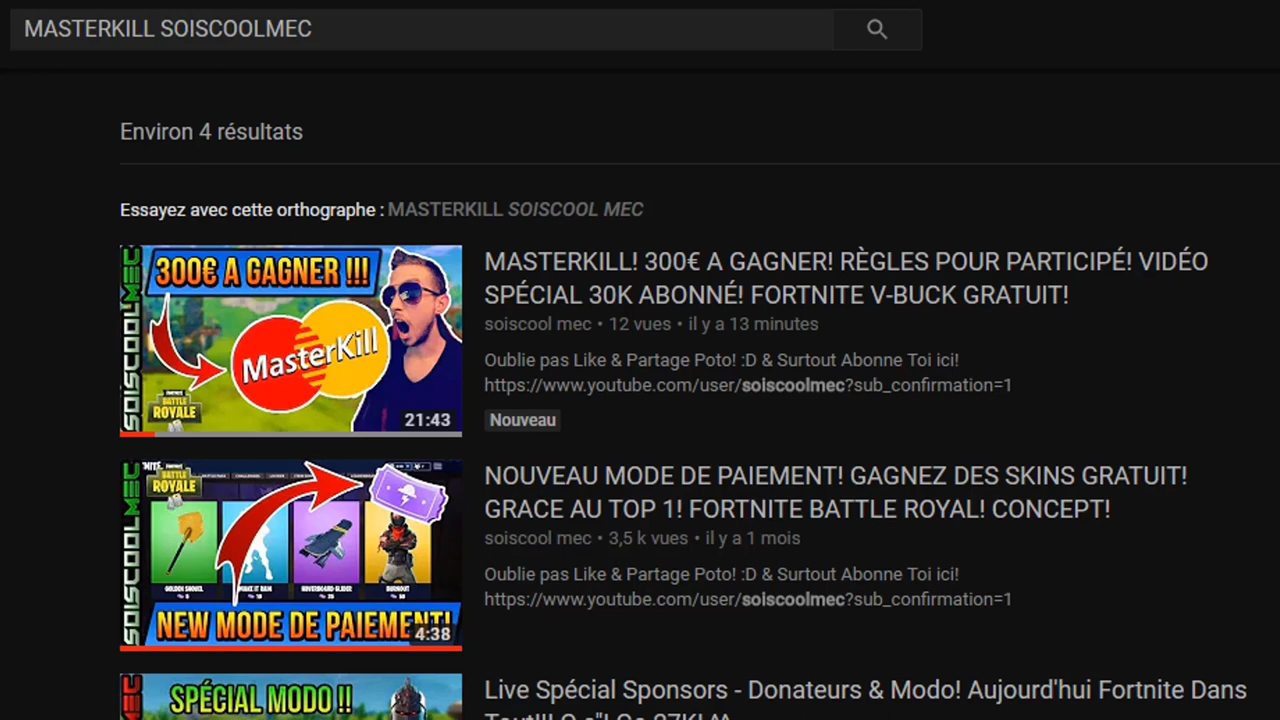 MASTERKILL SOISCOOLMEC
Environ 4 résultats
Essayez avec cette orthographe : MASTERKILL SOISCOOL MEC
SOISCOOLMEC
300€ A GAGNER !!!
MasterKill
BATTLE
ROYALE
21:43
MASTERKILL! 300€ A GAGNER! RÈGLES POUR PARTICIPÉ! VIDÉO
SPÉCIAL 30K ABONNÉ! FORTNITE V-BUCK GRATUIT!
soiscool mec • 12 vues • il y a 13 minutes
Oublie pas Like & Partage Poto! :D & Surtout Abonne Toi ici!
https://www.youtube.com/user/soiscoolmec?sub_confirmation=1
Nouveau
SOISCOOLMEC
BATTLE
ROYALE
GOLDEN SHOVEL
MAKE IT RAIN
HOVERBOARD GLIDER
BURNOUT
NEW MODE DE PAIEMENT!
4:38
NOUVEAU MODE DE PAIEMENT! GAGNEZ DES SKINS GRATUIT!
GRACE AU TOP 1! FORTNITE BATTLE ROYAL! CONCEPT!
soiscool mec • 3,5 k vues • il y a 1 mois
Oublie pas Like & Partage Poto! :D & Surtout Abonne Toi ici!
https://www.youtube.com/user/soiscoolmec?sub_confirmation=1
SPÉCIAL MODO !!
Live Spécial Sponsors - Donateurs & Modo! Aujourd'hui Fortnite Dans